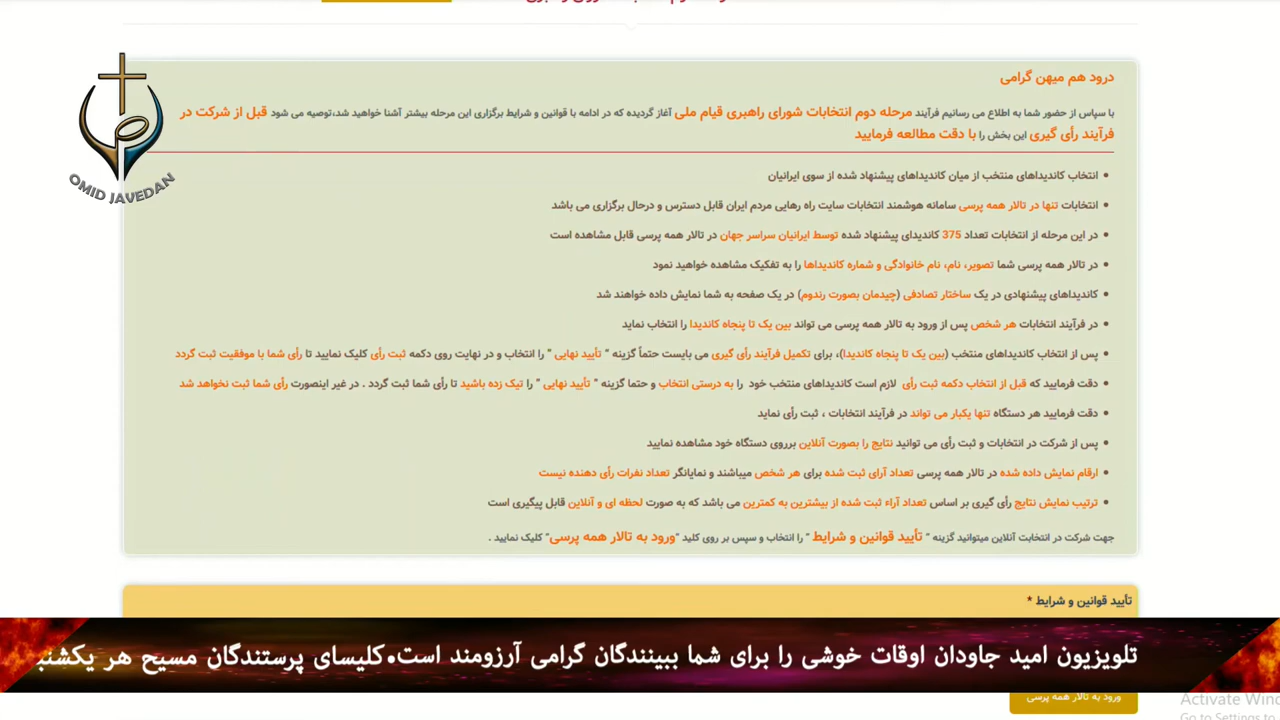 درود هم میهن گرامی
با سپاس از حضور شما به اطلاع می رسانیم فرآیند مرحله دوم انتخابات شورای راهبری قیام ملی آغاز گردیده که در ادامه با قوانین و شرایط برگزاری این مرحله بیشتر آشنا خواهید شد،توصیه می شود قبل از شرکت در
فرآیند رأی گیری این بخش را با دقت مطالعه فرمایید
OMID JAVEDAN
• انتخاب کاندیداهای منتخب از میان کاندیداهای پیشنهاد شده از سوی ایرانیان
• انتخابات تنها در تالار همه پرسی سامانه هوشمند انتخابات سایت راه رهایی مردم ایران قابل دسترس و درحال برگزاری می باشد
• در این مرحله از انتخابات تعداد 375 کاندیدای پیشنهاد شده توسط ایرانیان سراسر جهان در تالار همه پرسی قابل مشاهده است
• در تالار همه پرسی شما تصویر، نام، نام خانوادگی و شماره کاندیداها را به تفکیک مشاهده خواهید نمود
• کاندیداهای پیشنهادی در یک ساختار تصادفی (چیدمان بصورت رندوم) در یک صفحه به شما نمایش داده خواهند شد
• در فرآیند انتخابات هر شخص پس از ورود به تالار همه پرسی می تواند بین یک تا پنجاه کاندیدا را انتخاب نماید
• پس از انتخاب کاندیداهای منتخب (بین یک تا پنجاه کاندیدا)، برای تکمیل فرآیند رأی گیری می بایست حتماً گزینه " تأیید نهایی " را انتخاب و در نهایت روی دکمه ثبت رأی کلیک نمایید تا رأی شما با موفقیت ثبت گردد
• دقت فرمایید که قبل از انتخاب دکمه ثبت رأی لازم است کاندیداهای منتخب خود را به درستی انتخاب و حتما گزینه " تأیید نهایی " را تیک زده باشید تا رأی شما ثبت گردد . در غیر اینصورت رأی شما ثبت نخواهد شد
• دقت فرمایید هر دستگاه تنها یکبار می تواند در فرآیند انتخابات ، ثبت رأی نماید
• پس از شرکت در انتخابات و ثبت رأی می توانید نتایج را بصورت آنلاین برروی دستگاه خود مشاهده نمایید
• ارقام نمایش داده شده در تالار همه پرسی تعداد آرای ثبت شده برای هر شخص میباشند و نمایانگر تعداد نفرات رأی دهنده نیست
• ترتیب نمایش نتایج رأی گیری بر اساس تعداد آراء ثبت شده از بیشترین به کمترین می باشد که به صورت لحظه ای و آنلاین قابل پیگیری است
جهت شرکت در انتخابت آنلاین میتوانید گزینه " تأیید قوانین و شرایط " را انتخاب و سپس بر روی کلید "ورود به تالار همه پرسی" کلیک نمایید .
تأیید قوانین و شرایط *
تلویزیون امید جاودان اوقات خوشی را برای شما ببینندگان گرامی آرزومند است.کلیسای پرستندگان مسیح هر
ورود به تالار همه پرسی
Activate
Go to Settings to